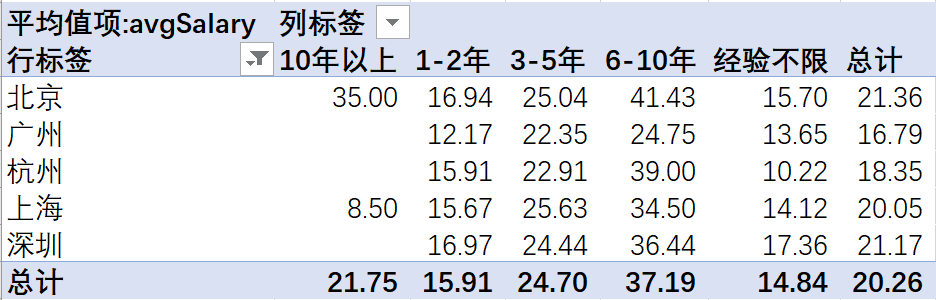 平均值项:avgSalary 列标签
行标签 10年以上 1-2年 3-5年 6-10年 经验不限 总计
北京 35.00 16.94 25.04 41.43 15.70 21.36
广州 12.17 22.35 24.75 13.65 16.79
杭州 15.91 22.91 39.00 10.22 18.35
上海 8.50 15.67 25.63 34.50 14.12 20.05
深圳 16.97 24.44 36.44 17.36 21.17
总计 21.75 15.91 24.70 37.19 14.84 20.26